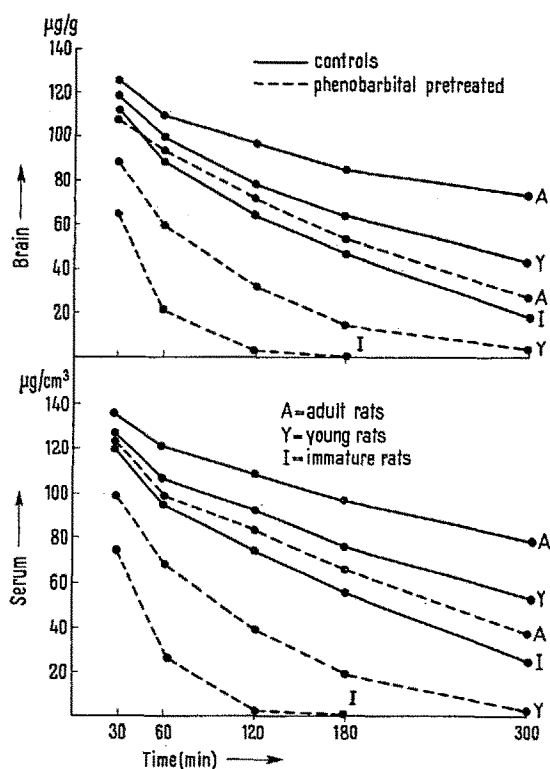 µg/g
140
120
100
80
60
40
20
Brain
controls
phenobarbital pretreated
A
Y
A
I
I
Y
µg/cm³
140
120
100
80
60
40
20
Serum
A=adult rats
Y=young rats
I=immature rats
A
Y
A
I
I
Y
30 60 120 180 300
Time(min)